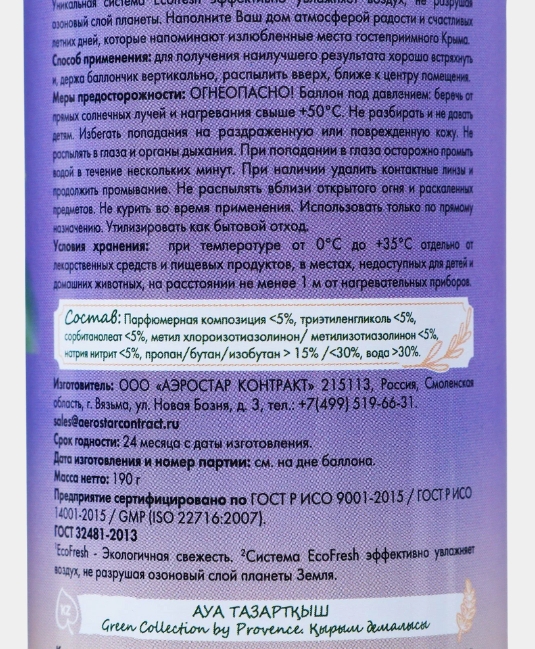 Уникальная система EcoFresh эффективно увлажняет воздух, не разрушая
озоновый слой планеты. Наполните Ваш дом атмосферой радости и счастливых
летних дней, которые напоминают излюбленные места гостеприимного Крыма.
Способ применения: для получения наилучшего результата хорошо встряхнуть
и, держа баллончик вертикально, распылить вверх, ближе к центру помещения.
Меры предосторожности: ОГНЕОПАСНО! Баллон под давлением: беречь от
прямых солнечных лучей и нагревания свыше +50°С. Не разбирать и не давать
детям. Избегать попадания на раздраженную или поврежденную кожу. Не
распылять в глаза и органы дыхания. При попадании в глаза осторожно промыть
водой в течение нескольких минут. При наличии удалить контактные линзы и
продолжить промывание. Не распылять вблизи открытого огня и раскаленных
предметов. Не курить во время применения. Использовать только по прямому
назначению. Утилизировать как бытовой отход.
Условия хранения: при температуре от 0°С до +35°С отдельно от
лекарственных средств и пищевых продуктов, в местах, недоступных для детей и
домашних животных, на расстоянии не менее 1 м от нагревательных приборов.
Состав: Парфюмерная композиция <5%, триэтиленгликоль <5%,
сорбитанолеат <5%, метил хлороизотиазолинон/ метилизотиазолинон <5%,
натрия нитрит <5%, пропан/бутан/изобутан > 15% /<30%, вода >30%.
Изготовитель: ООО «АЭРОСТАР КОНТРАКТ» 215113, Россия, Смоленская
область, г. Вязьма, ул. Новая Бозня, д. 3, тел.: +7(499) 519-66-31.
sales@aerostarcontract.ru
Срок годности: 24 месяца с даты изготовления.
Дата изготовления и номер партии: см. на дне баллона.
Масса нетто: 190 г
Предприятие сертифицировано по ГОСТ Р ИСО 9001-2015 / ГОСТ Р ИСО
14001-2015 / GMP (ISO 22716:2007).
ГОСТ 32481-2013
¹EcoFresh - Экологичная свежесть. ²Система EcoFresh эффективно увлажняет
воздух, не разрушая озоновый слой планеты Земля.
KZ
АУА ТАЗАРТҚЫШ
Green Collection by Provence. Қырым демалысы